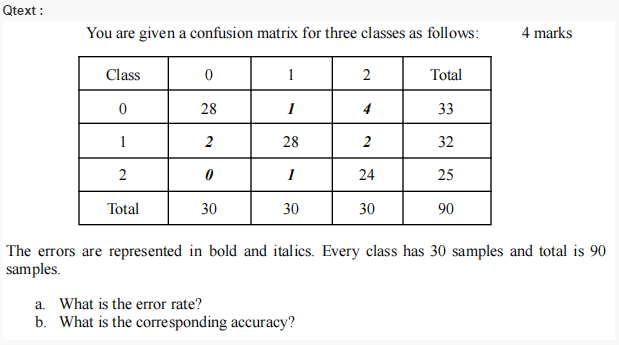 Qtext :
You are given a confusion matrix for three classes as follows: 4 marks
Class 0 1 2 Total
0 28 1 4 33
1 2 28 2 32
2 0 1 24 25
Total 30 30 30 90
The errors are represented in bold and italics. Every class has 30 samples and total is 90
samples.
a. What is the error rate?
b. What is the corresponding accuracy?